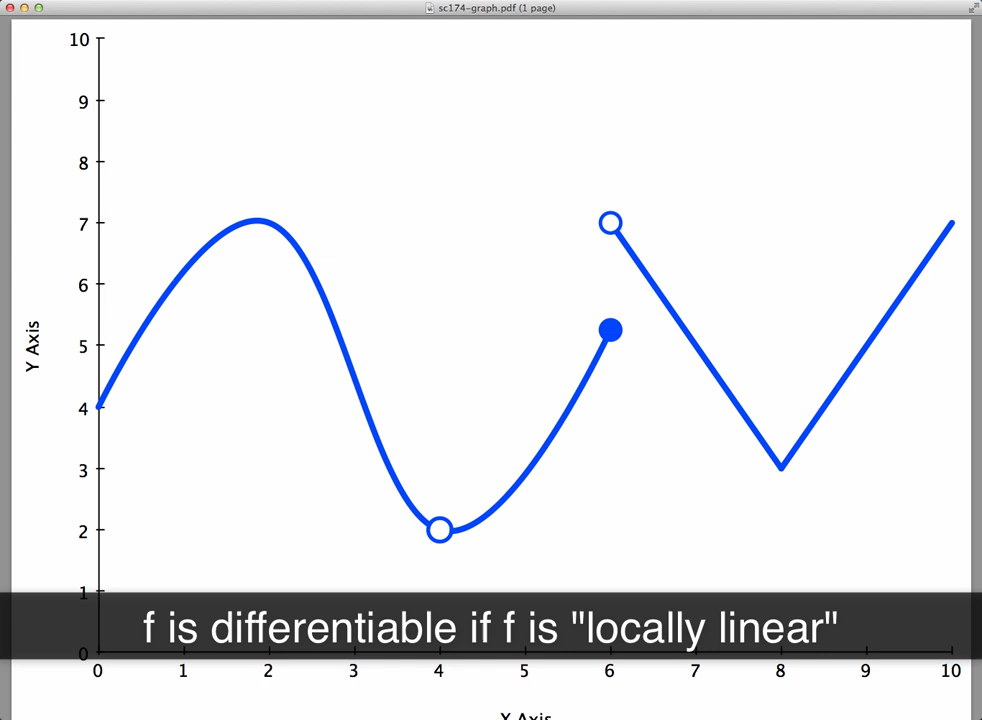 sc174-graph.pdf (1 page)
10
9
8
7
6
5
4
3
2
1
0
Y Axis
f is differentiable if f is "locally linear"
0 1 2 3 4 5 6 7 8 9 10
Y Axis